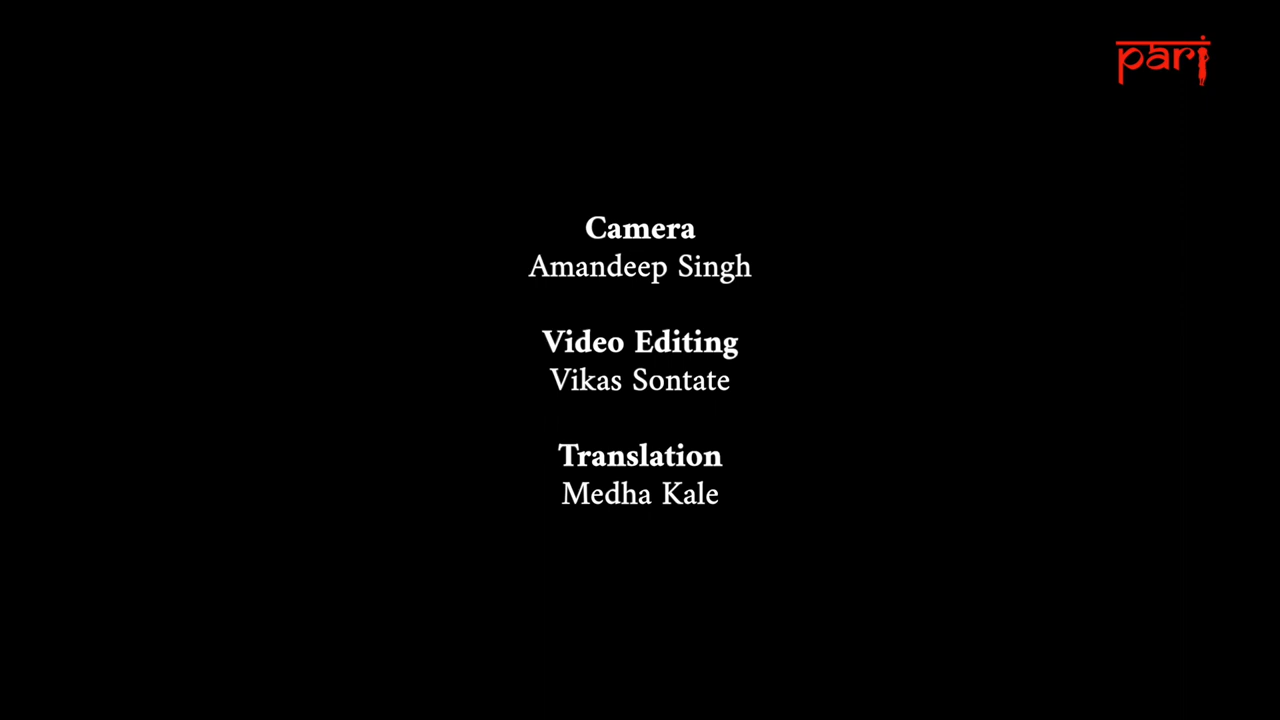 pari
Camera
Amandeep Singh
Video Editing
Vikas Sontate
Translation
Medha Kale